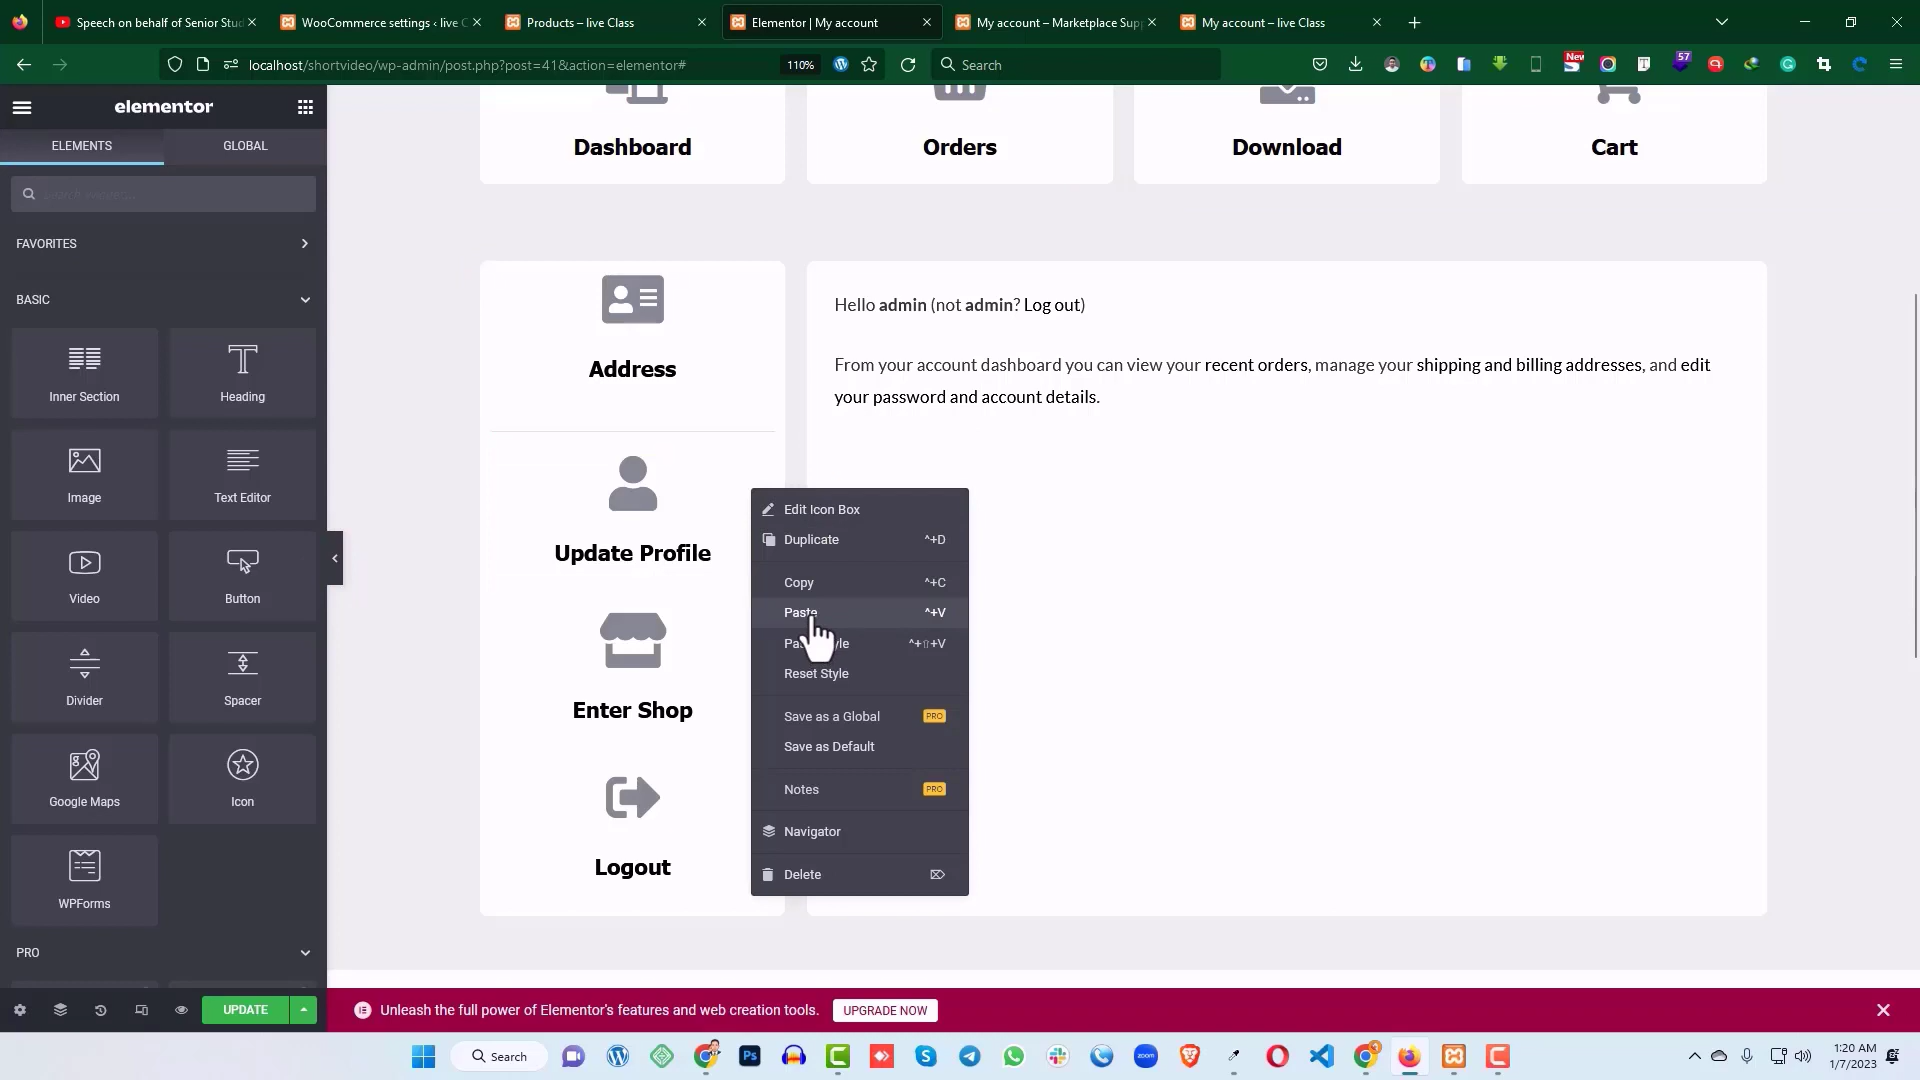 Speech on behalf of Senior Stud
WooCommerce settings ‹ live C
Products – live Class
Elementor | My account
My account – Marketplace Sup
My account – live Class
localhost/shortvideo/wp-admin/post.php?post=41&action=elementor#
110%
Search
New
57
elementor
ELEMENTS
GLOBAL
FAVORITES
BASIC
Inner Section
Heading
Image
Text Editor
Video
Button
Divider
Spacer
Google Maps
Icon
WPForms
PRO
UPDATE
Dashboard
Orders
Download
Cart
Address
Update Profile
Enter Shop
Logout
Hello admin (not admin? Log out)
From your account dashboard you can view your recent orders, manage your shipping and billing addresses, and edit
your password and account details.
Edit Icon Box
Duplicate ^+D
Copy ^+C
Paste ^+V
^+⇧+V
Reset Style
Save as a Global PRO
Save as Default
Notes PRO
Navigator
Delete
Unleash the full power of Elementor's features and web creation tools.
UPGRADE NOW
Search
Ps
zoom
1:20 AM
1/7/2023